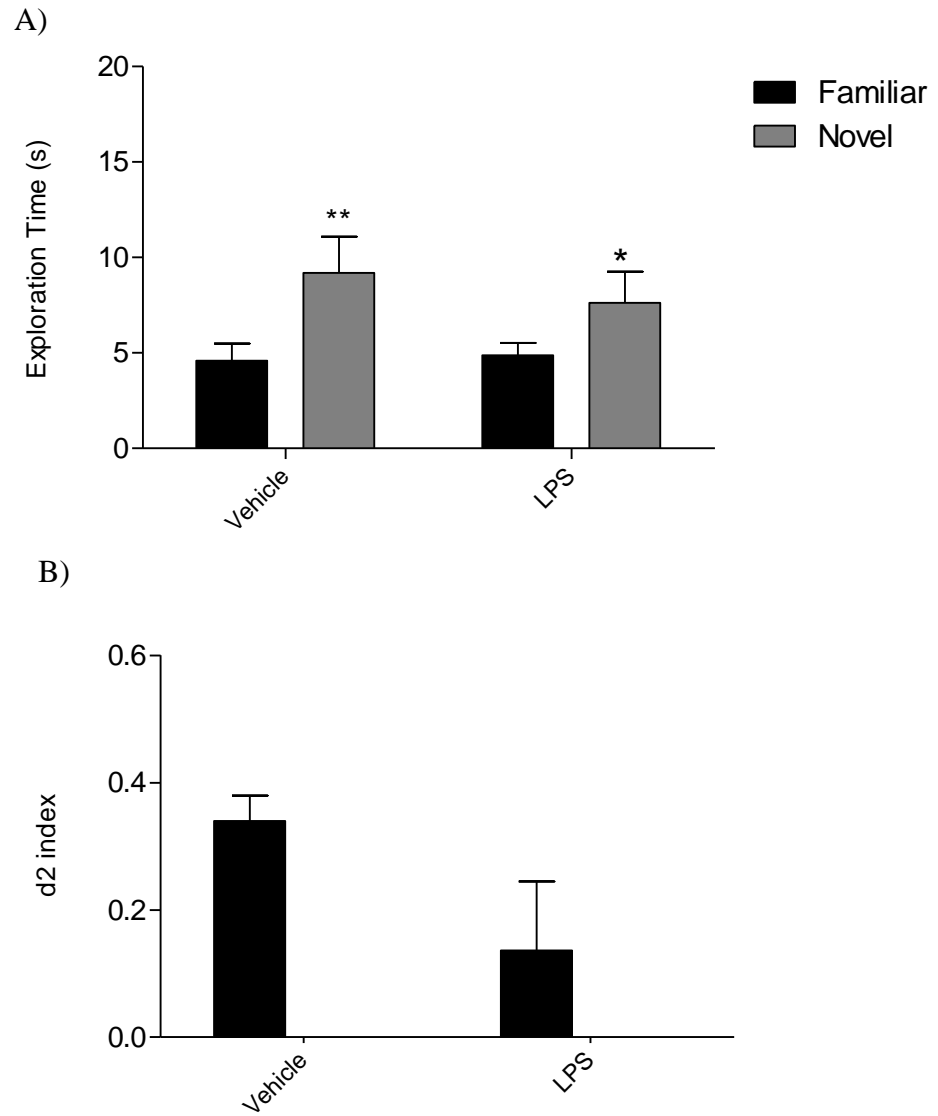 A)
20
15
10
5
0
Exploration Time (s)
**
*
Familiar
Novel
Vehicle
LPS
B)
0.6
0.4
0.2
0.0
d2 index
Vehicle
LPS